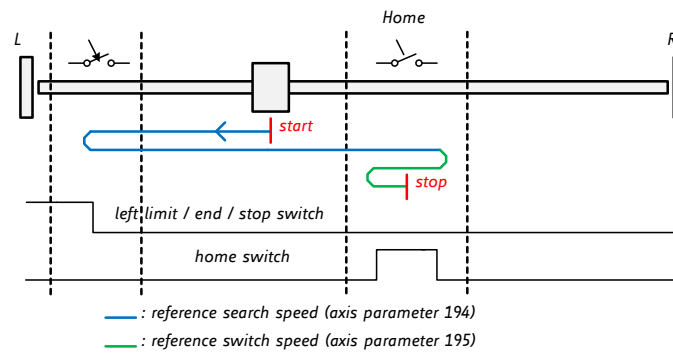 Home
L
R
start
stop
left limit / end / stop switch
home switch
: reference search speed (axis parameter 194)
: reference switch speed (axis parameter 195)